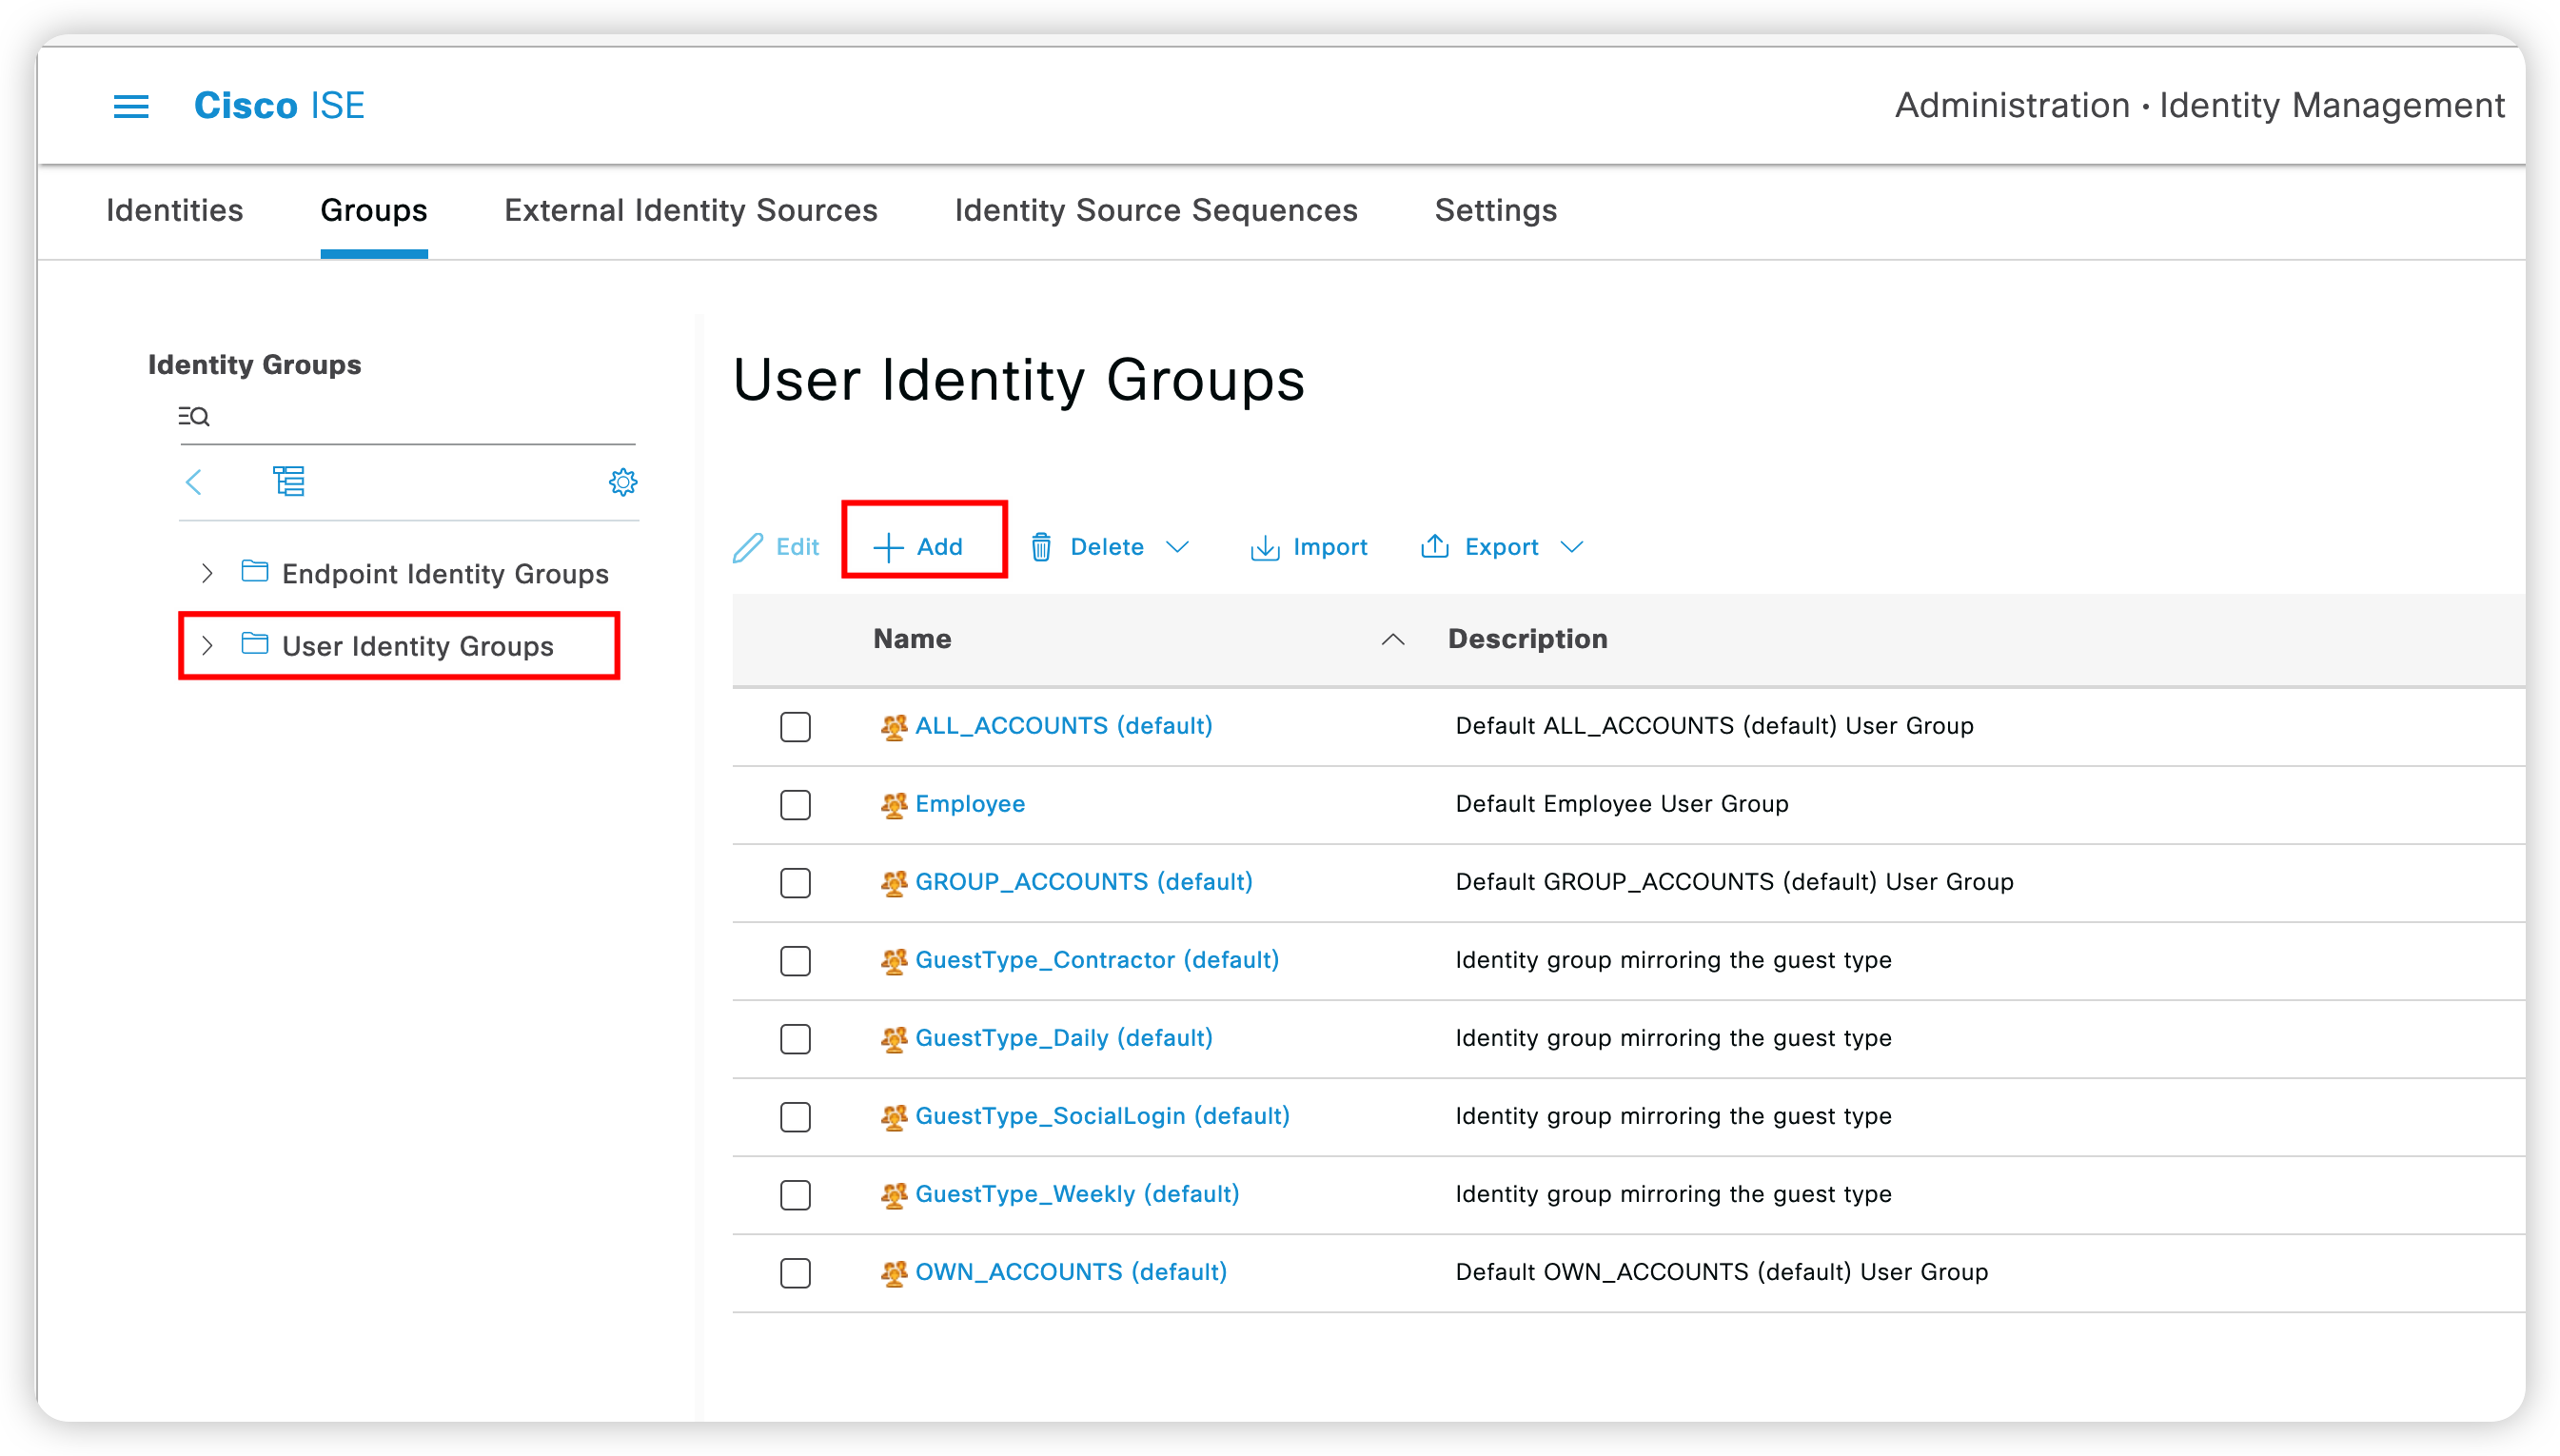 Cisco ISE
Administration · Identity Management
Identities Groups External Identity Sources Identity Source Sequences Settings
Identity Groups
Endpoint Identity Groups
User Identity Groups
User Identity Groups
Edit Add Delete Import Export
Name Description
ALL_ACCOUNTS (default) Default ALL_ACCOUNTS (default) User Group
Employee Default Employee User Group
GROUP_ACCOUNTS (default) Default GROUP_ACCOUNTS (default) User Group
GuestType_Contractor (default) Identity group mirroring the guest type
GuestType_Daily (default) Identity group mirroring the guest type
GuestType_SocialLogin (default) Identity group mirroring the guest type
GuestType_Weekly (default) Identity group mirroring the guest type
OWN_ACCOUNTS (default) Default OWN_ACCOUNTS (default) User Group